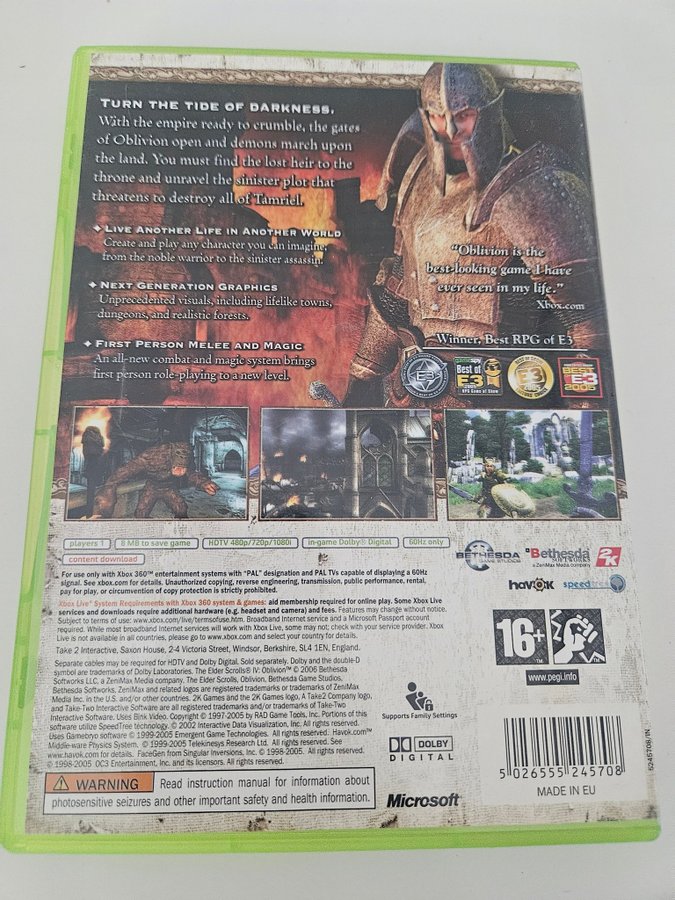 TURN THE TIDE OF DARKNESS.
With the empire ready to crumble, the gates
of Oblivion open and demons march upon
the land. You must find the lost heir to the
throne and unravel the sinister plot that
threatens to destroy all of Tamriel.
LIVE ANOTHER LIFE IN ANOTHER WORLD
Create and play any character you can imagine,
from the noble warrior to the sinister assassin.
NEXT GENERATION GRAPHICS
Unprecedented visuals, including lifelike towns,
dungeons, and realistic forests.
FIRST PERSON MELEE AND MAGIC
An all-new combat and magic system brings
first person role-playing to a new level.
"Oblivion is the
best-looking game I have
ever seen in my life."
Xbox.com
Winner, Best RPG of E3
E3
Best of
E3
RPG Game of Show
E3
BEST
E3
2005
players 1
8 MB to save game
HDTV 480p/720p/1080i
in-game Dolby® Digital
60Hz only
content download
BETHESDA
GAME STUDIOS
Bethesda
SOFTWORKS
a ZeniMax Media company
2K
havok
speedtree
For use only with Xbox 360™ entertainment systems with "PAL" designation and PAL TVs capable of displaying a 60Hz
signal. See xbox.com for details. Unauthorized copying, reverse engineering, transmission, public performance, rental,
pay for play, or circumvention of copy protection is strictly prohibited.
Xbox Live® System Requirements with Xbox 360 system & games: aid membership required for online play. Some Xbox Live
services and downloads require additional hardware (e.g. headset and camera) and fees. Features may change without notice.
Subject to terms of use: www.xbox.com/live/termsofuse.htm. Broadband Internet service and a Microsoft Passport account
required. While most broadband Internet services will work with Xbox Live, some may not; check with your service provider. Xbox
Live is not available in all countries, please go to www.xbox.com and select your country for details.
Take 2 Interactive, Saxon House, 2-4 Victoria Street, Windsor, Berkshire, SL4 1EN, England.
Separate cables may be required for HDTV and Dolby Digital. Sold separately. Dolby and the double-D
symbol are trademarks of Dolby Laboratories. The Elder Scrolls IV: Oblivion™ © 2006 Bethesda
Softworks LLC, a ZeniMax Media company. The Elder Scrolls, Oblivion, Bethesda Game Studios,
Bethesda Softworks, ZeniMax and related logos are registered trademarks or trademarks of ZeniMax
Media Inc. in the U.S. and/or other countries. 2K Games and the 2K Games logo, A Take2 Company logo,
and Take-Two Interactive Software are all registered trademarks and/or trademarks of Take-Two
Interactive Software. Uses Bink Video. Copyright © 1997-2005 by RAD Game Tools, Inc. Portions of this
software utilize SpeedTree technology. © 2002 Interactive Data Visualization, Inc. All rights reserved.
Uses Gamebryo software © 1999-2005 Emergent Game Technologies. All rights reserved. Havok.com™
Middle-ware Physics System. © 1999-2005 Telekinesys Research Ltd. All rights reserved. See
www.havok.com for details. FaceGen from Singular Inversions, Inc. © 1998-2005. All rights reserved.
© 1998-2005 OC3 Entertainment, Inc. and its licensors. All rights reserved.
16+
www.pegi.info
Supports Family Settings
DOLBY
DIGITAL
Microsoft
WARNING
Read instruction manual for information about
photosensitive seizures and other important safety and health information.
5 026555 245708
MADE IN EU
5245708/IN